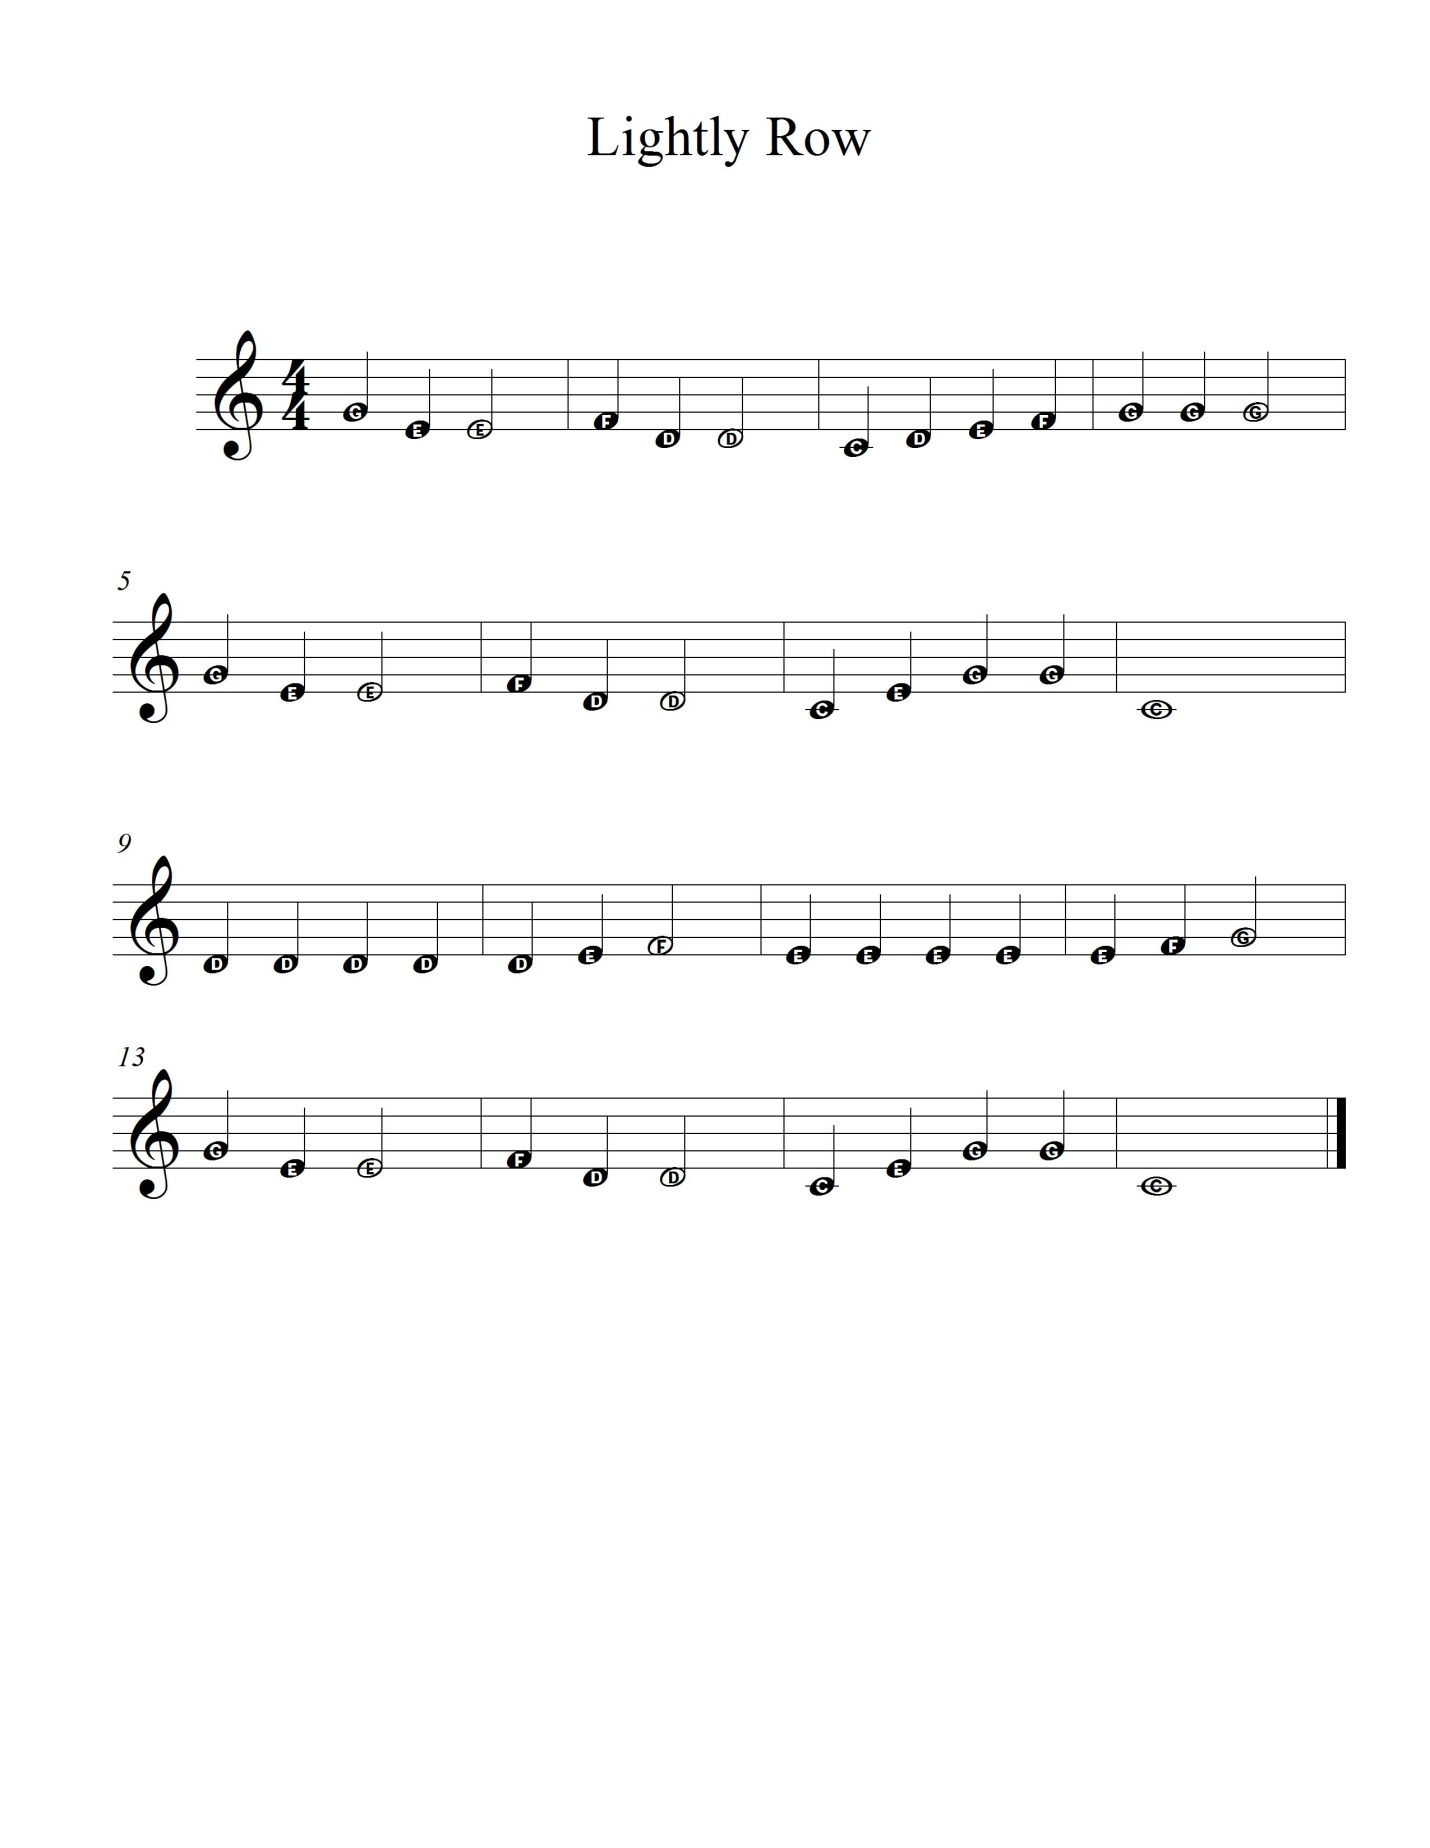 Lightly Row
4
4
G E E F D D C D E F G G G
5
G E E F D D C E G G C
9
D D D D D E F E E E E E F G
13
G E E F D D C E G G C